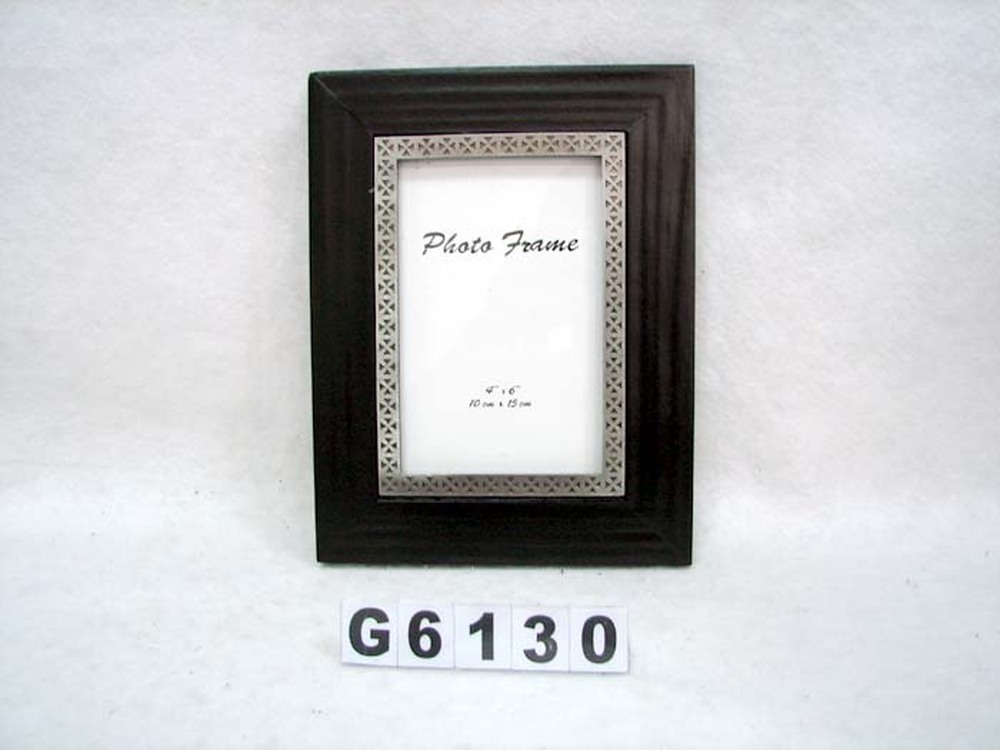 Photo Frame
4" x 6"
10 cm x 15 cm
G6130